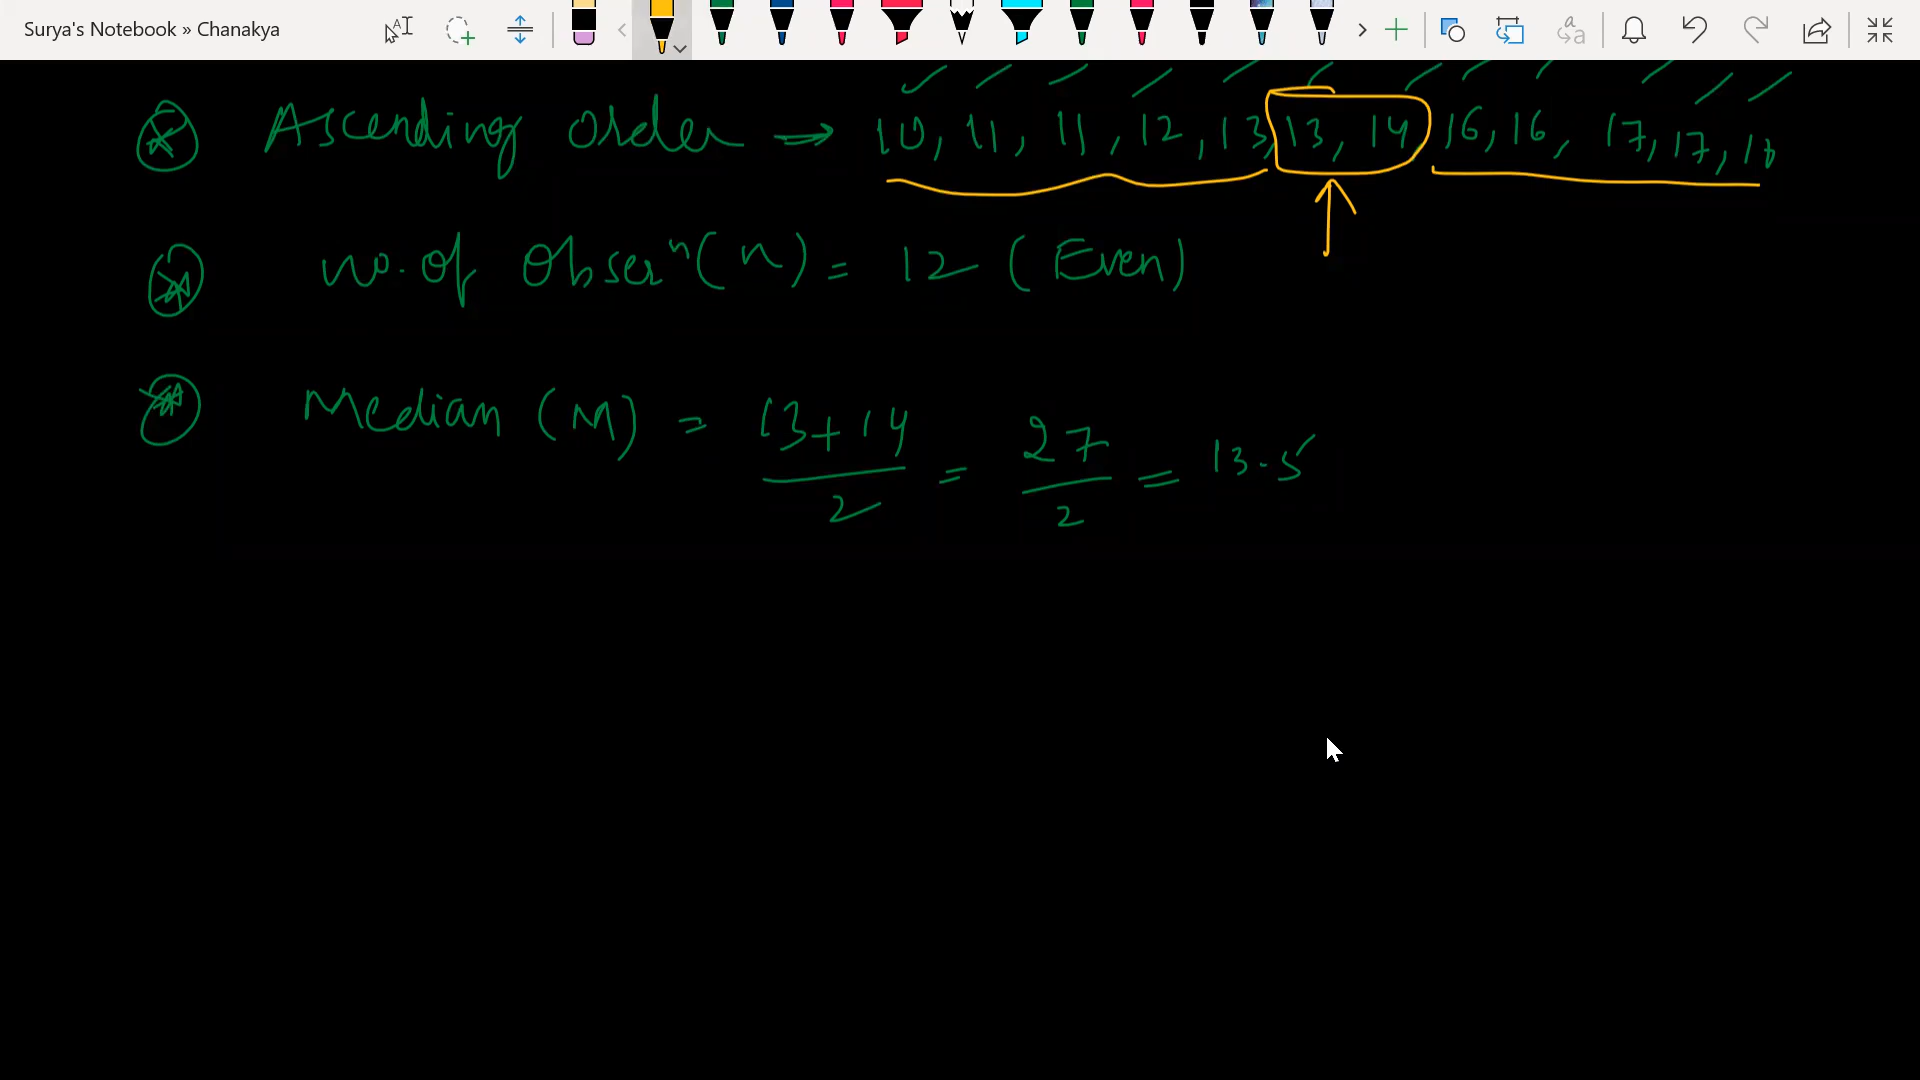 Surya's Notebook » Chanakya
Ascending Order → 10, 11, 11, 12, 13, 13, 14, 16, 16, 17, 17, 18
no. of Obserⁿ (n) = 12 (Even)
Median (M) = 13+14/2 = 27/2 = 13.5